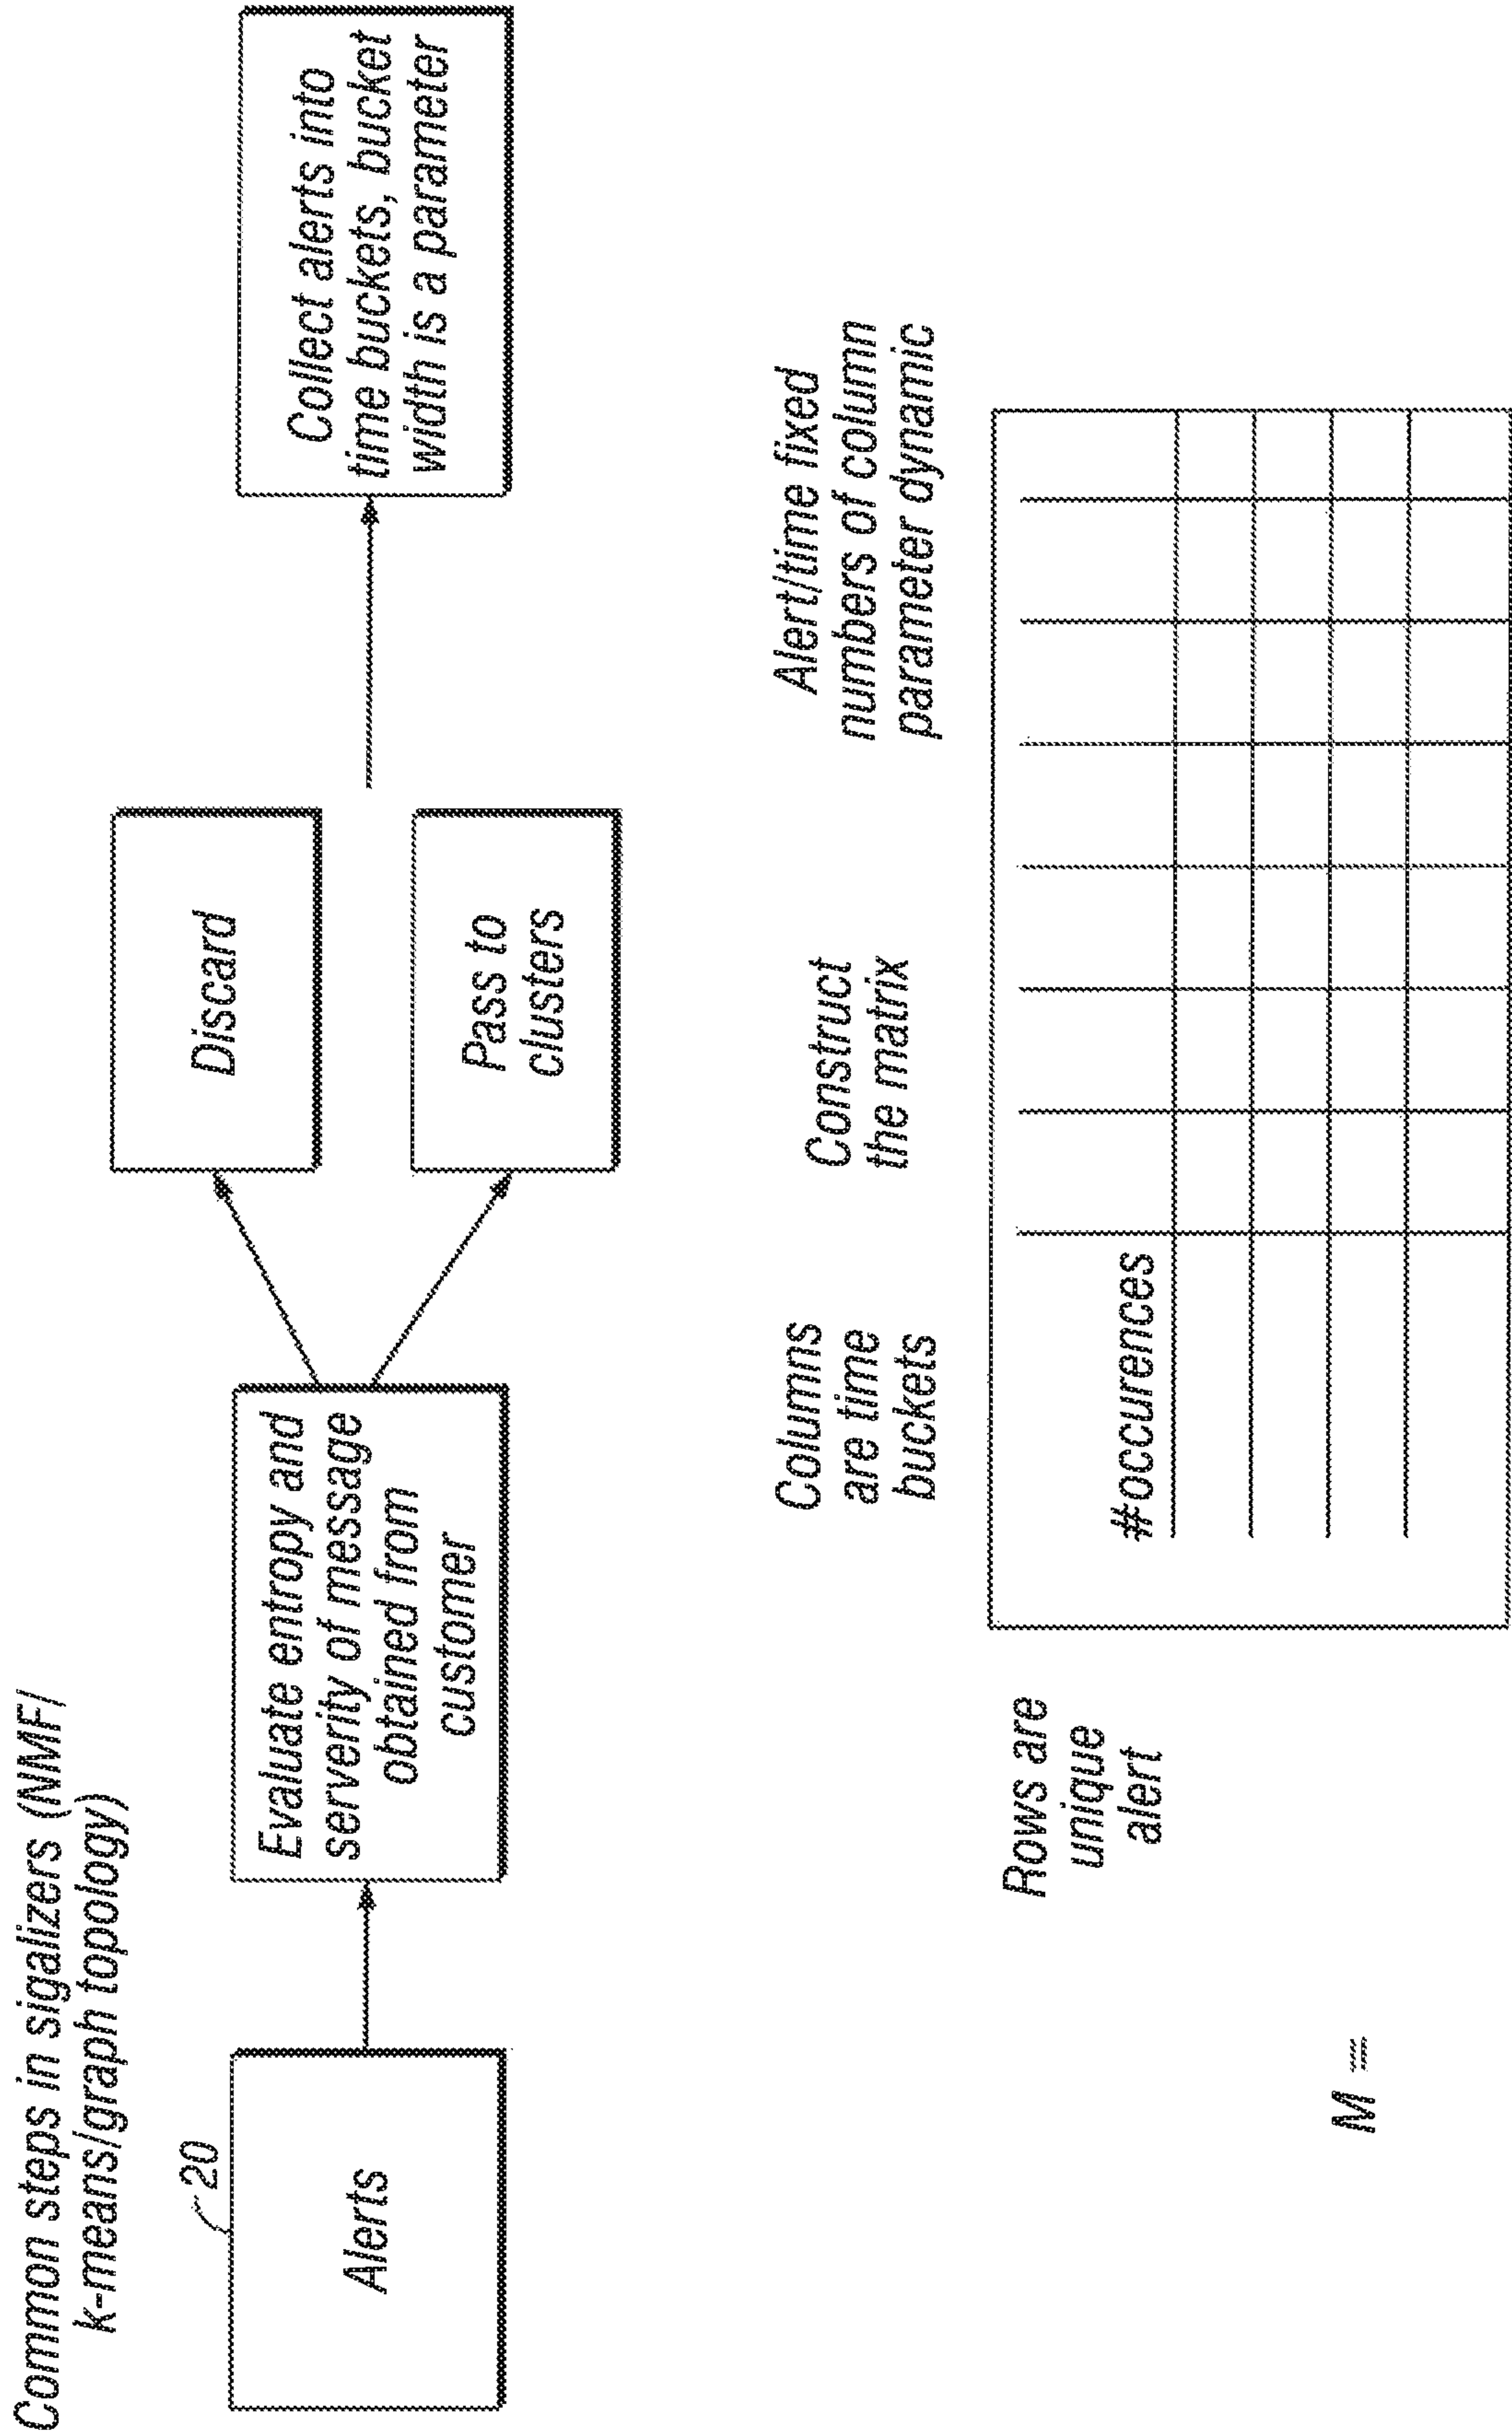 Common steps in sigalizers (NMF/
k-means/graph topology)
20
Alerts
Evaluate entropy and
serverity of message
obtained from
customer
Discard
Pass to
clusters
Collect alerts into
time buckets, bucket
width is a parameter
Columns
are time
buckets
Construct
the matrix
Alert/time fixed
numbers of column
parameter dynamic
Rows are
unique
alert
#occurences
M =